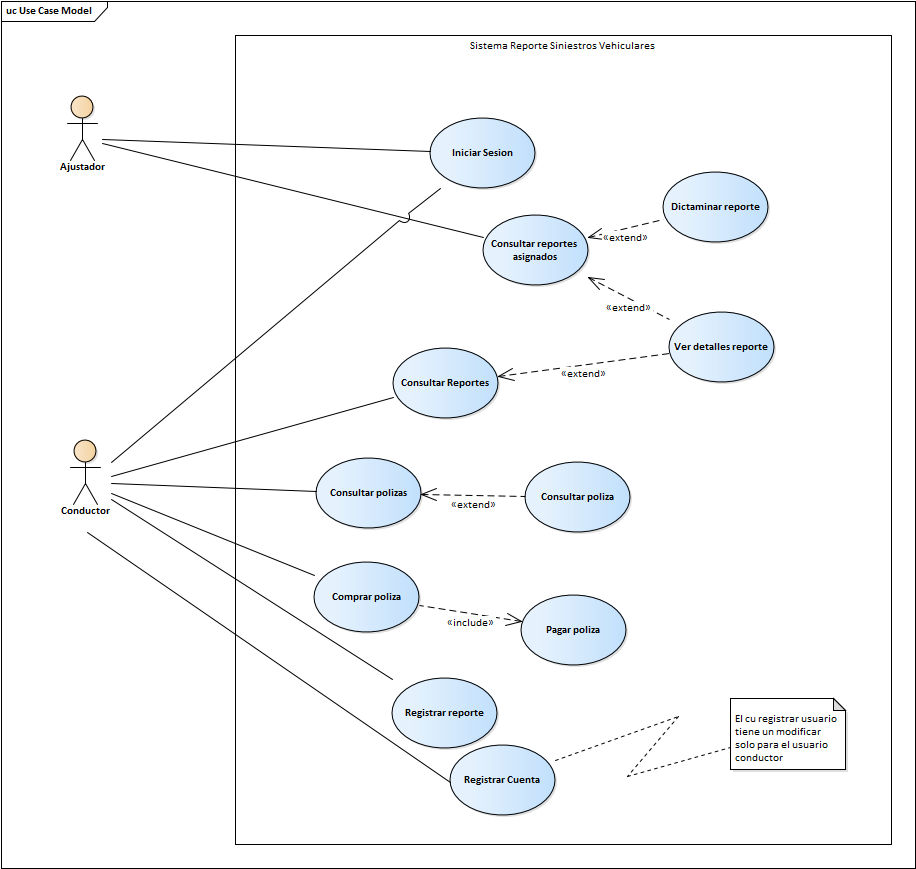 uc Use Case Model
Sistema Reporte Siniestros Vehiculares
Ajustador
Iniciar Sesion
Dictaminar reporte
Consultar reportes
asignados
«extend»
«extend»
Ver detalles reporte
Consultar Reportes
«extend»
Conductor
Consultar polizas
«extend»
Consultar poliza
Comprar poliza
«include»
Pagar poliza
Registrar reporte
El cu registrar usuario
tiene un modificar
solo para el usuario
conductor
Registrar Cuenta